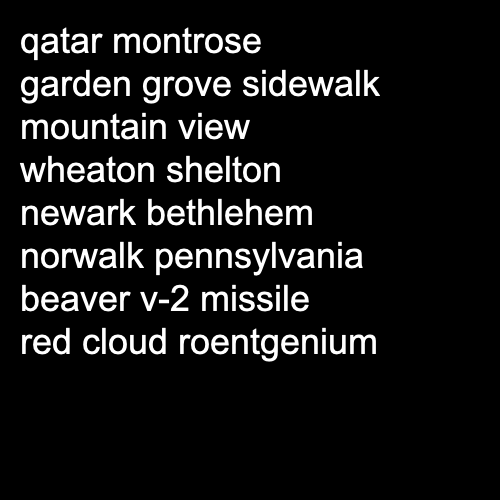 qatar montrose
garden grove sidewalk
mountain view
wheaton shelton
newark bethlehem
norwalk pennsylvania
beaver v-2 missile
red cloud roentgenium